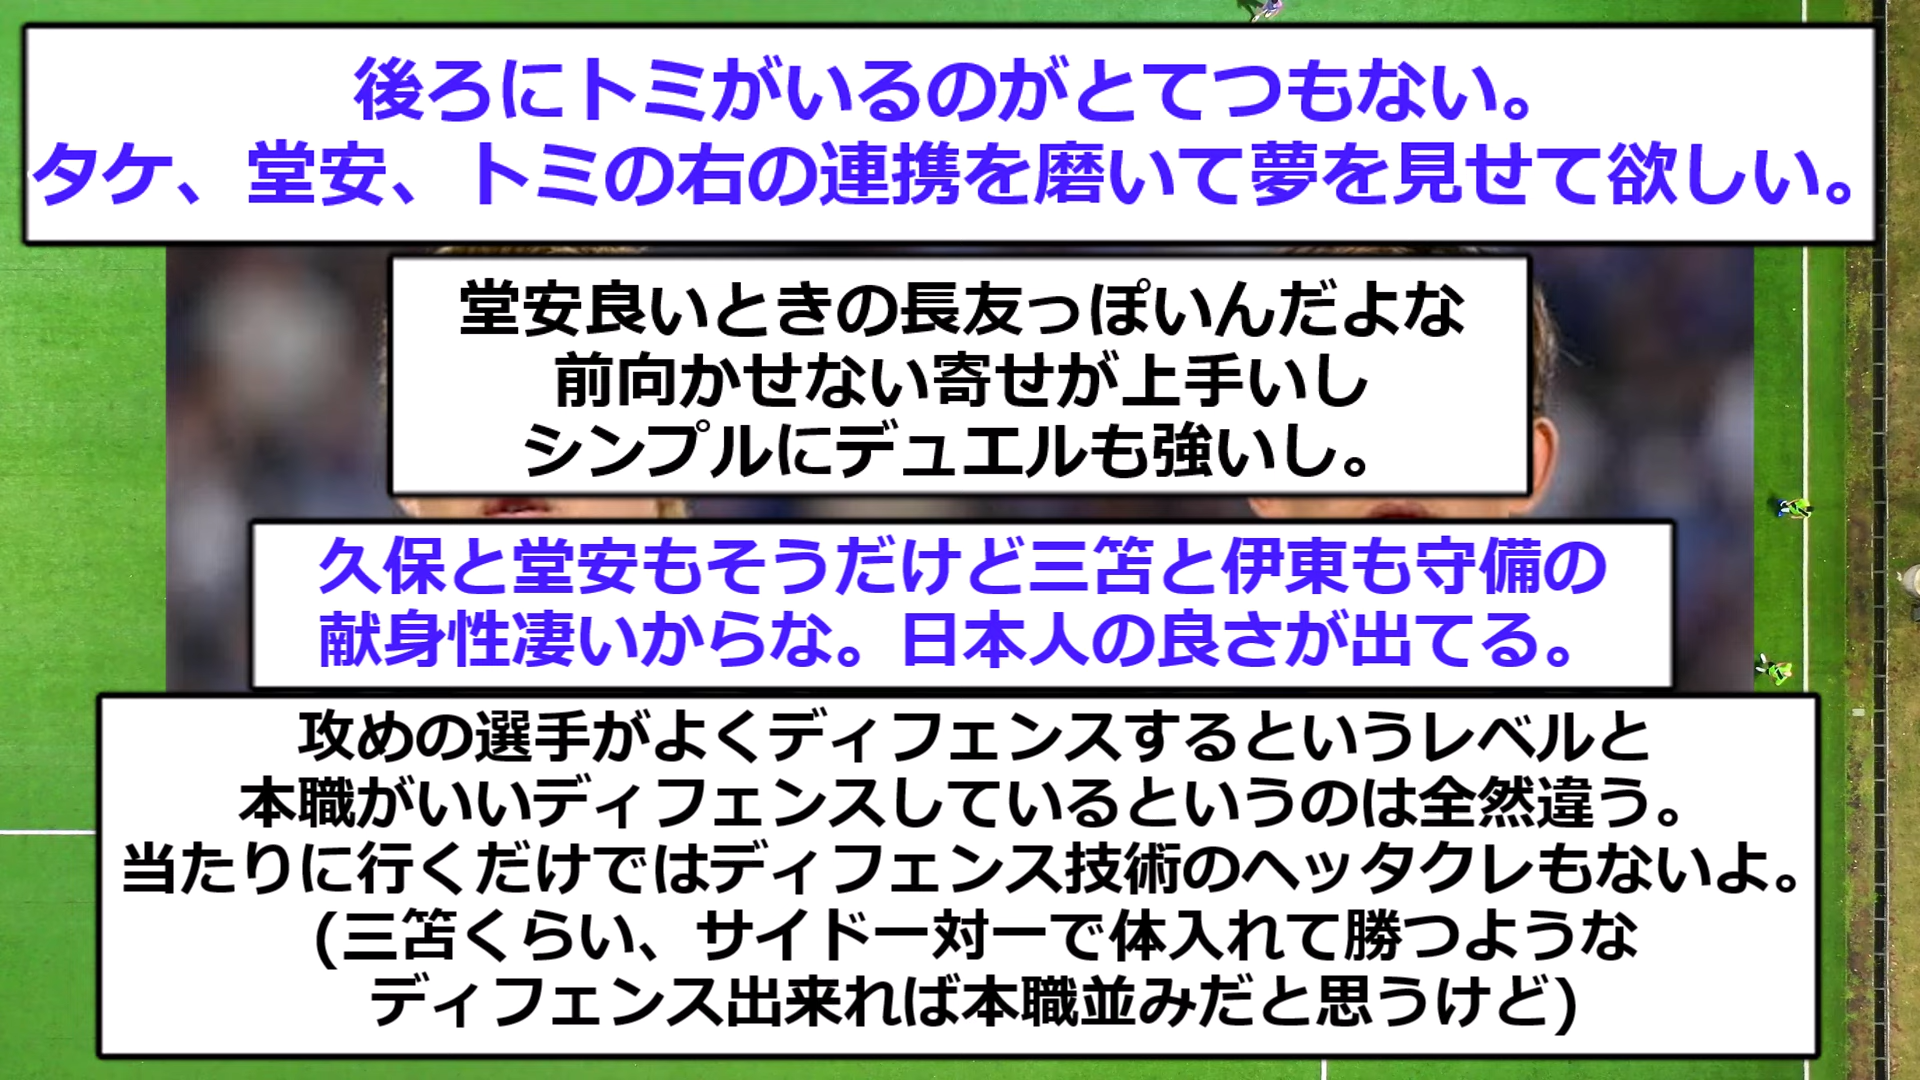 後ろにトミがいるのがとてつもない。
タケ、堂安、トミの右の連携を磨いて夢を見せて欲しい。
堂安良いときの長友っぽいんだよな
前向かせない寄せが上手いし
シンプルにデュエルも強いし。
久保と堂安もそうだけど三笘と伊東も守備の
献身性凄いからな。日本人の良さが出てる。
攻めの選手がよくディフェンスするというレベルと
本職がいいディフェンスしているというのは全然違う。
当たりに行くだけではディフェンス技術のヘッタクレもないよ。
(三笘くらい、サイド一対一で体入れて勝つような
ディフェンス出来れば本職並みだと思うけど)